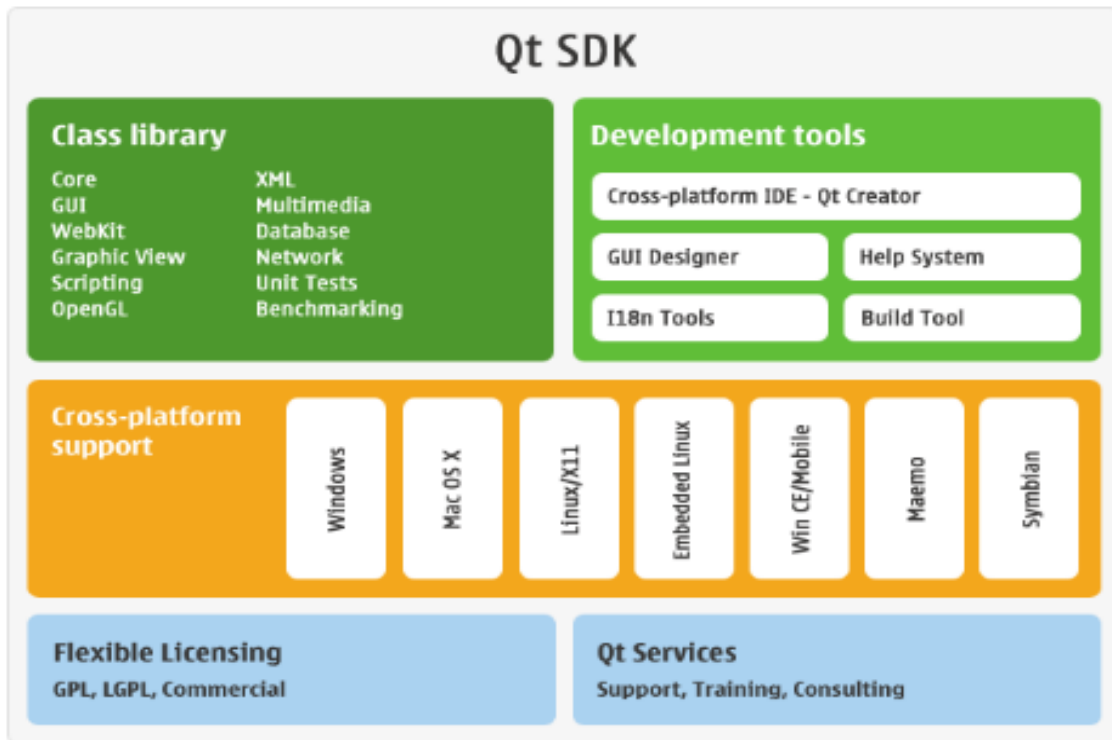 Qt SDK
Class library
Core
GUI
WebKit
Graphic View
Scripting
OpenGL
XML
Multimedia
Database
Network
Unit Tests
Benchmarking
Development tools
Cross-platform IDE - Qt Creator
GUI Designer
Help System
I18n Tools
Build Tool
Cross-platform
support
Windows
Mac OS X
Linux/X11
Embedded Linux
Win CE/Mobile
Maemo
Symbian
Flexible Licensing
GPL, LGPL, Commercial
Qt Services
Support, Training, Consulting